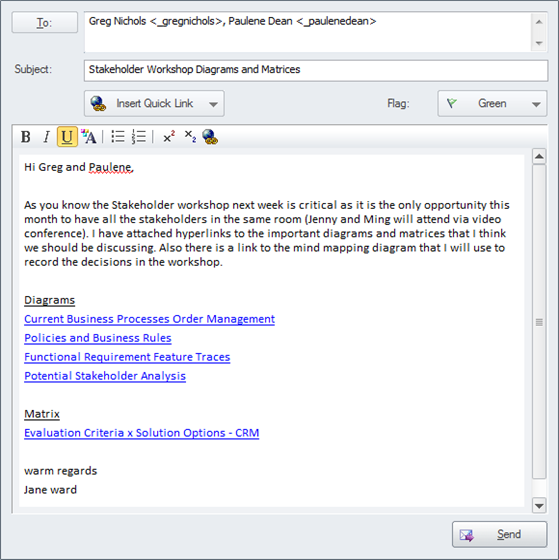 To:
Greg Nichols <_gregnichols>, Paulene Dean <_paulenedean>
Subject:
Stakeholder Workshop Diagrams and Matrices
Insert Quick Link
Flag:
Green
B I U A x² x₂
Hi Greg and Paulene,
As you know the Stakeholder workshop next week is critical as it is the only opportunity this
month to have all the stakeholders in the same room (Jenny and Ming will attend via video
conference). I have attached hyperlinks to the important diagrams and matrices that I think
we should be discussing. Also there is a link to the mind mapping diagram that I will use to
record the decisions in the workshop.
Diagrams
Current Business Processes Order Management
Policies and Business Rules
Functional Requirement Feature Traces
Potential Stakeholder Analysis
Matrix
Evaluation Criteria x Solution Options - CRM
warm regards
Jane ward
Send